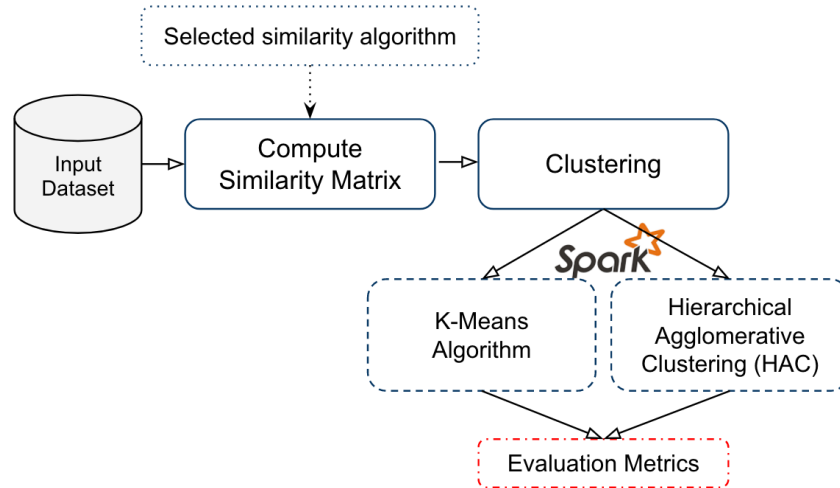 Selected similarity algorithm
Input
Dataset
Compute
Similarity Matrix
Clustering
Spark
K-Means
Algorithm
Hierarchical
Agglomerative
Clustering (HAC)
Evaluation Metrics